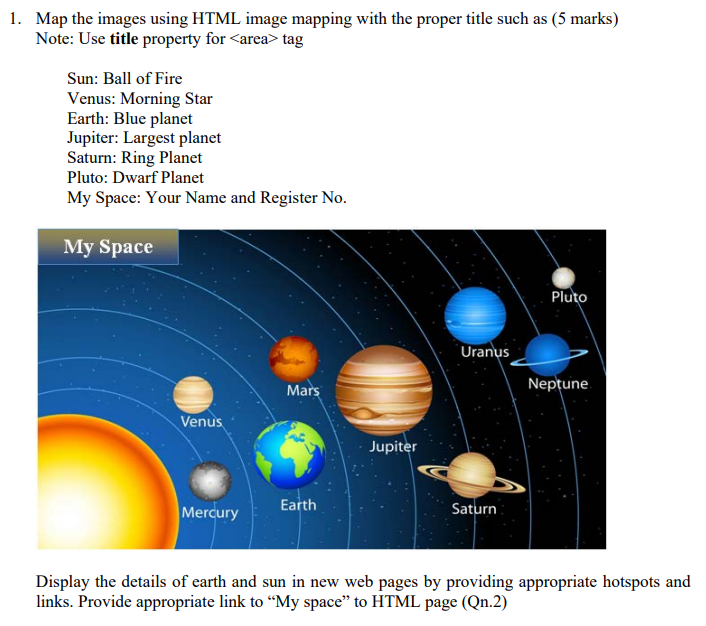 1. Map the images using HTML image mapping with the proper title such as (5 marks)
Note: Use title property for <area> tag
Sun: Ball of Fire
Venus: Morning Star
Earth: Blue planet
Jupiter: Largest planet
Saturn: Ring Planet
Pluto: Dwarf Planet
My Space: Your Name and Register No.
My Space
Pluto
Uranus
Neptune
Mars
Venus
Jupiter
Earth
Saturn
Mercury
Display the details of earth and sun in new web pages by providing appropriate hotspots and
links. Provide appropriate link to “My space” to HTML page (Qn.2)